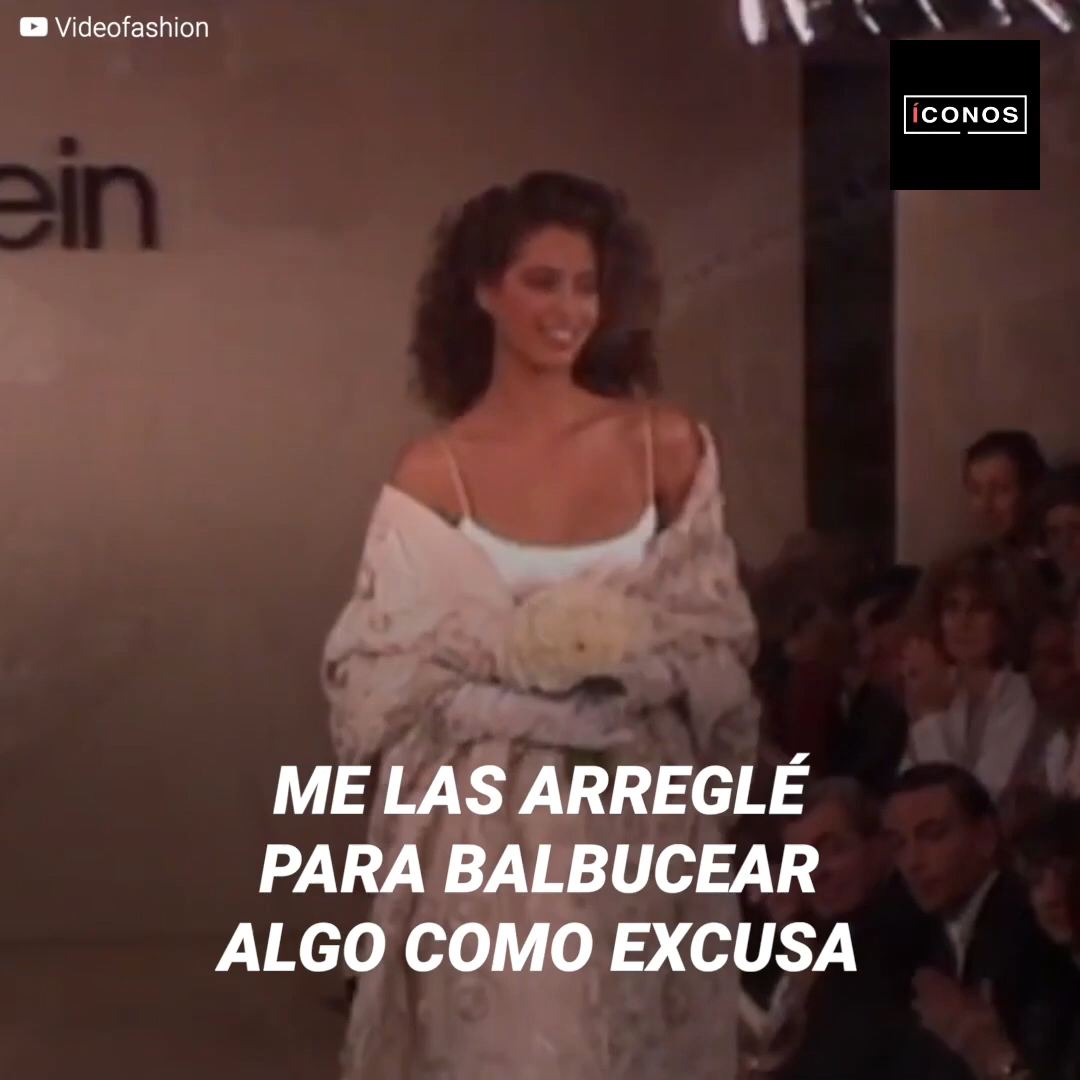 Videofashion
ÍCONOS
ein
ME LAS ARREGLÉ
PARA BALBUCEAR
ALGO COMO EXCUSA